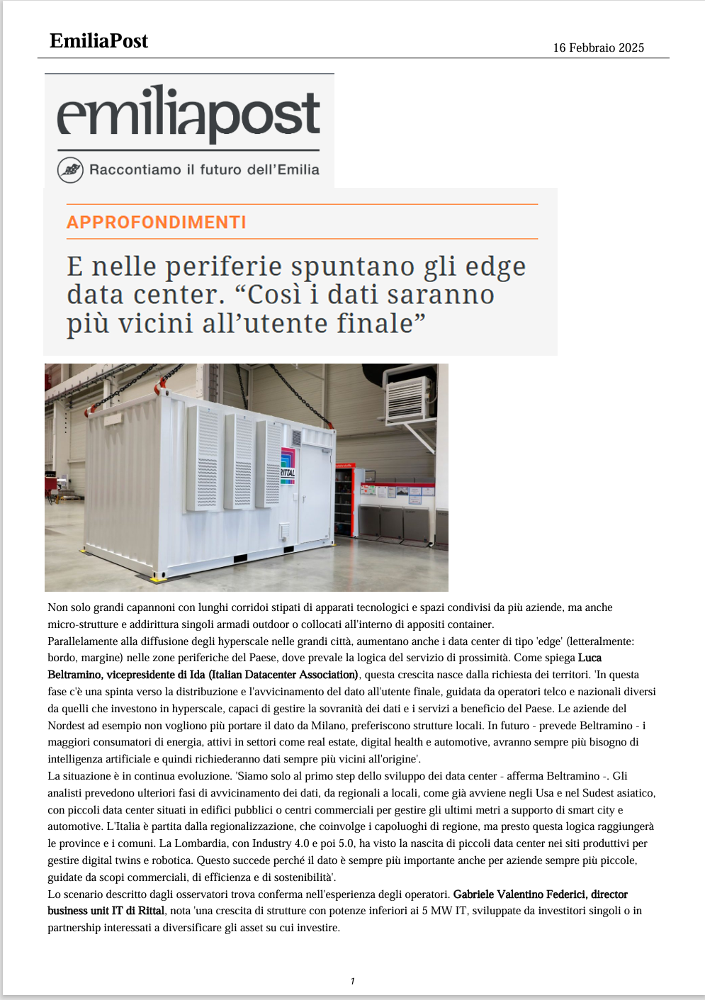 EmiliaPost
16 Febbraio 2025
emiliapost
Raccontiamo il futuro dell'Emilia
APPROFONDIMENTI
E nelle periferie spuntano gli edge
data center. “Così i dati saranno
più vicini all’utente finale”
RITTAL
Non solo grandi capannoni con lunghi corridoi stipati di apparati tecnologici e spazi condivisi da più aziende, ma anche
micro-strutture e addirittura singoli armadi outdoor o collocati all'interno di appositi container.
Parallelamente alla diffusione degli hyperscale nelle grandi città, aumentano anche i data center di tipo 'edge' (letteralmente:
bordo, margine) nelle zone periferiche del Paese, dove prevale la logica del servizio di prossimità. Come spiega Luca
Beltramino, vicepresidente di Ida (Italian Datacenter Association), questa crescita nasce dalla richiesta dei territori. 'In questa
fase c'è una spinta verso la distribuzione e l'avvicinamento del dato all'utente finale, guidata da operatori telco e nazionali diversi
da quelli che investono in hyperscale, capaci di gestire la sovranità dei dati e i servizi a beneficio del Paese. Le aziende del
Nordest ad esempio non vogliono più portare il dato da Milano, preferiscono strutture locali. In futuro - prevede Beltramino - i
maggiori consumatori di energia, attivi in settori come real estate, digital health e automotive, avranno sempre più bisogno di
intelligenza artificiale e quindi richiederanno dati sempre più vicini all'origine'.
La situazione è in continua evoluzione. 'Siamo solo al primo step dello sviluppo dei data center - afferma Beltramino -. Gli
analisti prevedono ulteriori fasi di avvicinamento dei dati, da regionali a locali, come già avviene negli Usa e nel Sudest asiatico,
con piccoli data center situati in edifici pubblici o centri commerciali per gestire gli ultimi metri a supporto di smart city e
automotive. L'Italia è partita dalla regionalizzazione, che coinvolge i capoluoghi di regione, ma presto questa logica raggiungerà
le province e i comuni. La Lombardia, con Industry 4.0 e poi 5.0, ha visto la nascita di piccoli data center nei siti produttivi per
gestire digital twins e robotica. Questo succede perché il dato è sempre più importante anche per aziende sempre più piccole,
guidate da scopi commerciali, di efficienza e di sostenibilità'.
Lo scenario descritto dagli osservatori trova conferma nell'esperienza degli operatori. Gabriele Valentino Federici, director
business unit IT di Rittal, nota 'una crescita di strutture con potenze inferiori ai 5 MW IT, sviluppate da investitori singoli o in
partnership interessati a diversificare gli asset su cui investire.
1